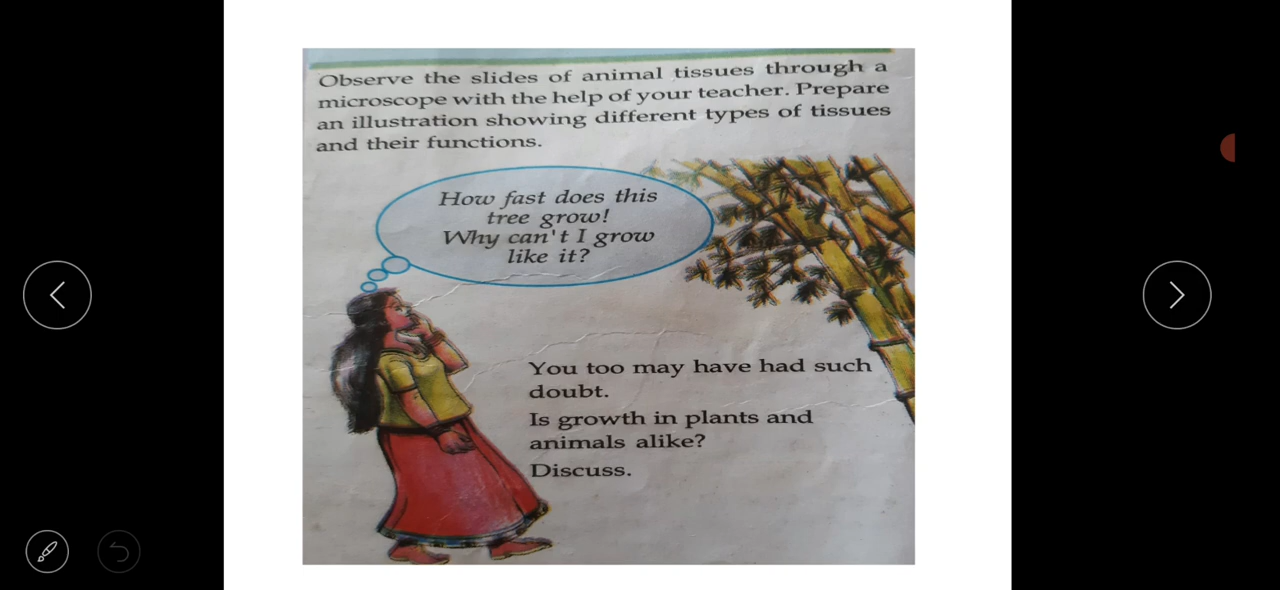 Observe the slides of animal tissues through a
microscope with the help of your teacher. Prepare
an illustration showing different types of tissues
and their functions.
How fast does this
tree grow!
Why can't I grow
like it?
You too may have had such
doubt.
Is growth in plants and
animals alike?
Discuss.